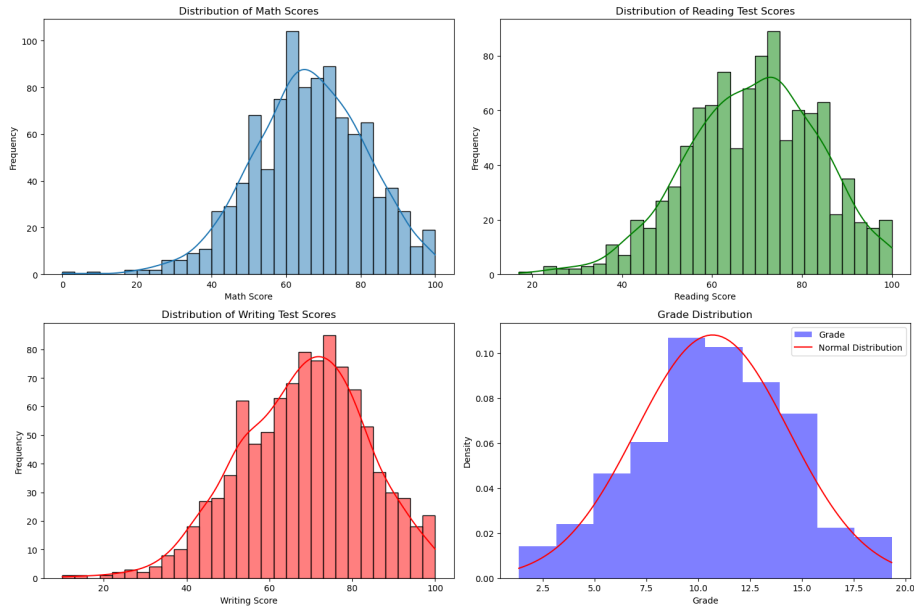 Distribution of Math Scores
100
80
60
40
20
0
Frequency
0 20 40 60 80 100
Math Score
Distribution of Reading Test Scores
80
60
40
20
0
Frequency
20 40 60 80 100
Reading Score
Distribution of Writing Test Scores
80
70
60
50
40
30
20
10
0
Frequency
20 40 60 80 100
Writing Score
Grade Distribution
Grade
Normal Distribution
0.10
0.08
0.06
0.04
0.02
0.00
Density
2.5 5.0 7.5 10.0 12.5 15.0 17.5 20.0
Grade